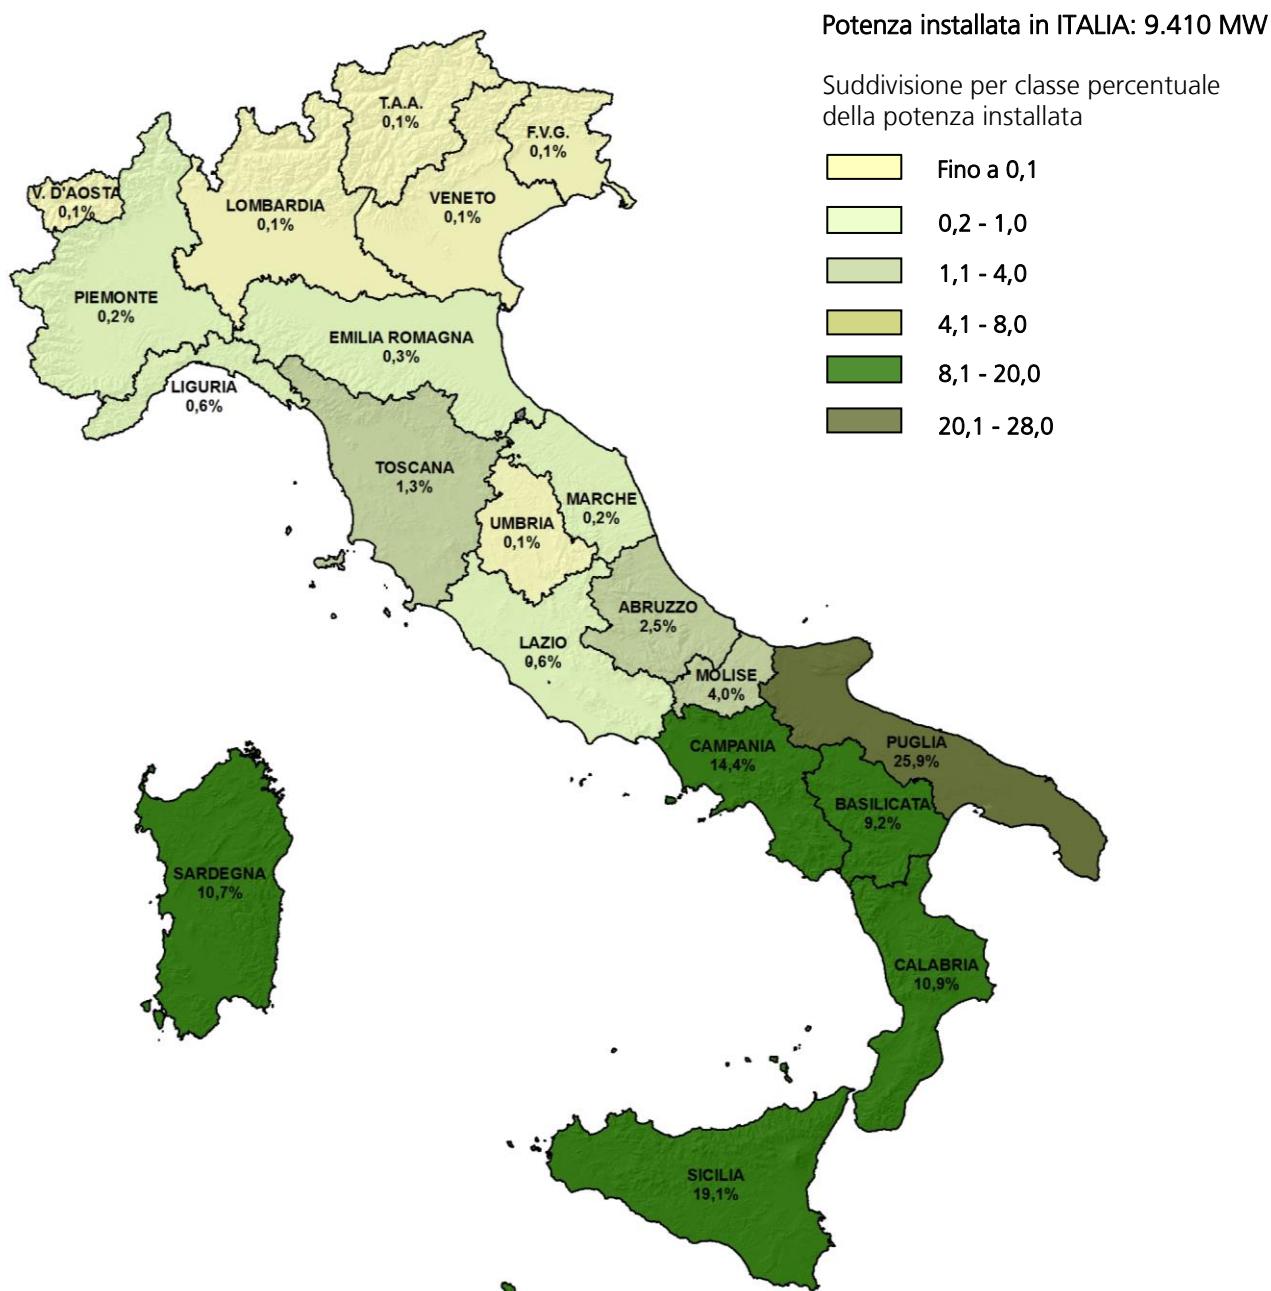 Potenza installata in ITALIA: 9.410 MW
Suddivisione per classe percentuale
della potenza installata
Fino a 0,1
0,2 - 1,0
1,1 - 4,0
4,1 - 8,0
8,1 - 20,0
20,1 - 28,0
T.A.A.
0,1%
F.V.G.
0,1%
V. D'AOSTA
0,1%
LOMBARDIA
0,1%
VENETO
0,1%
PIEMONTE
0,2%
EMILIA ROMAGNA
0,3%
LIGURIA
0,6%
TOSCANA
1,3%
MARCHE
0,2%
UMBRIA
0,1%
ABRUZZO
2,5%
LAZIO
0,6%
MOLISE
4,0%
CAMPANIA
14,4%
PUGLIA
25,9%
BASILICATA
9,2%
SARDEGNA
10,7%
CALABRIA
10,9%
SICILIA
19,1%